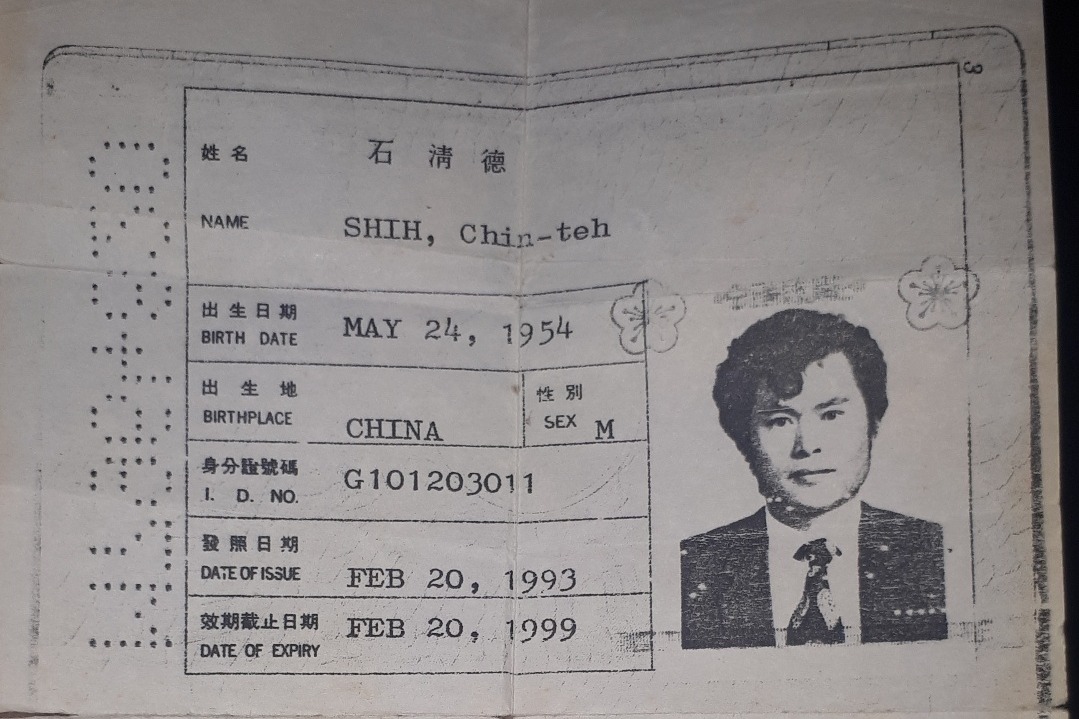 3
姓名 石清德
NAME SHIH, Chin-teh
出生日期
BIRTH DATE MAY 24, 1954
出生地
BIRTHPLACE CHINA
性別
SEX M
身分證號碼
I. D. NO. G101203011
發照日期
DATE OF ISSUE FEB 20, 1993
效期截止日期
DATE OF EXPIRY FEB 20, 1999